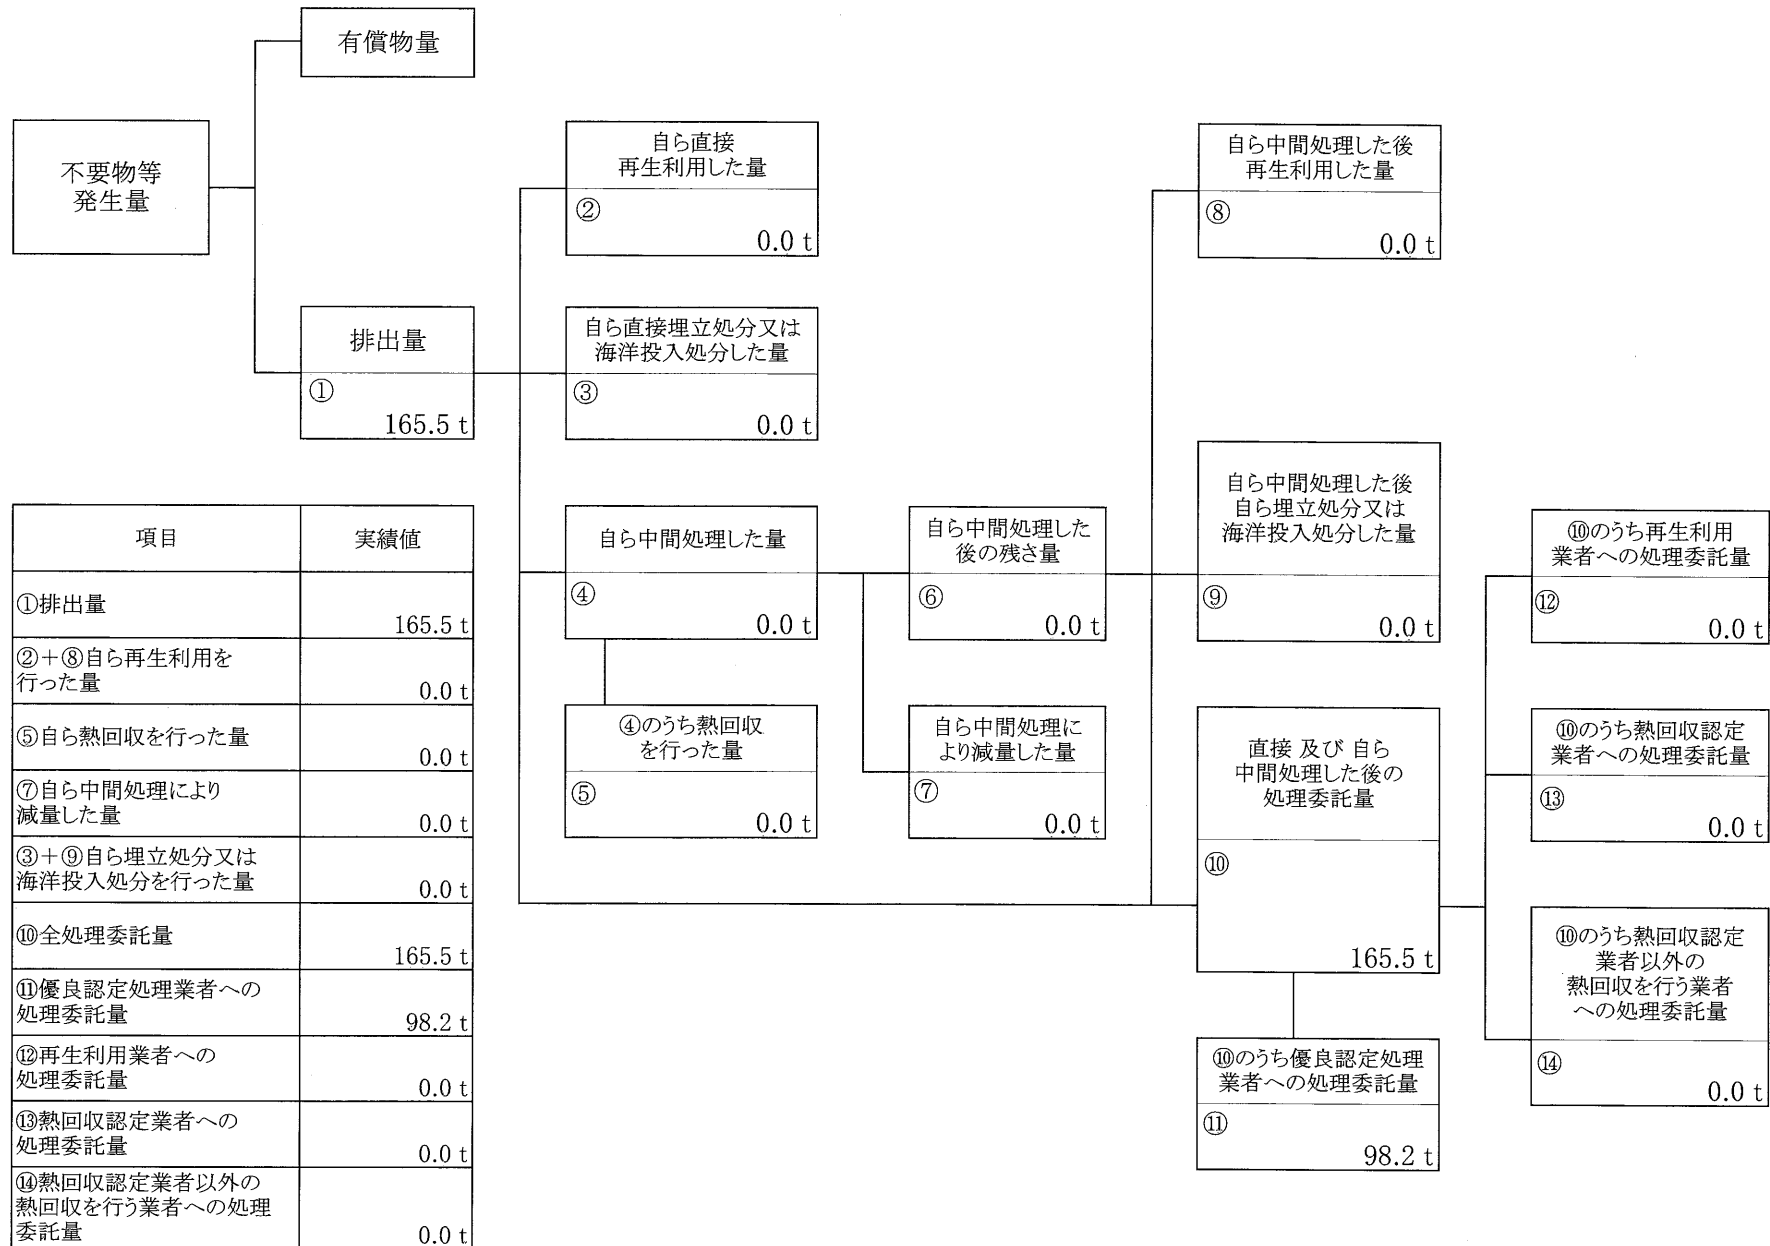 有償物量
不要物等
発生量
排出量
①
165.5 t
自ら直接
再生利用した量
②
0.0 t
自ら直接埋立処分又は
海洋投入処分した量
③
0.0 t
自ら中間処理した量
④
0.0 t
④のうち熱回収
を行った量
⑤
0.0 t
自ら中間処理した
後の残さ量
⑥
0.0 t
自ら中間処理に
より減量した量
⑦
0.0 t
自ら中間処理した後
再生利用した量
⑧
0.0 t
自ら中間処理した後
自ら埋立処分又は
海洋投入処分した量
⑨
0.0 t
直接 及び 自ら
中間処理した後の
処理委託量
⑩
165.5 t
⑩のうち優良認定処理
業者への処理委託量
⑪
98.2 t
⑩のうち再生利用
業者への処理委託量
⑫
0.0 t
⑩のうち熱回収認定
業者への処理委託量
⑬
0.0 t
⑩のうち熱回収認定
業者以外の
熱回収を行う業者
への処理委託量
⑭
0.0 t
項目 実績値
①排出量
165.5 t
②＋⑧自ら再生利用を
行った量
0.0 t
⑤自ら熱回収を行った量
0.0 t
⑦自ら中間処理により
減量した量
0.0 t
③＋⑨自ら埋立処分又は
海洋投入処分を行った量
0.0 t
⑩全処理委託量
165.5 t
⑪優良認定処理業者への
処理委託量
98.2 t
⑫再生利用業者への
処理委託量
0.0 t
⑬熱回収認定業者への
処理委託量
0.0 t
⑭熱回収認定業者以外の
熱回収を行う業者への処理
委託量
0.0 t